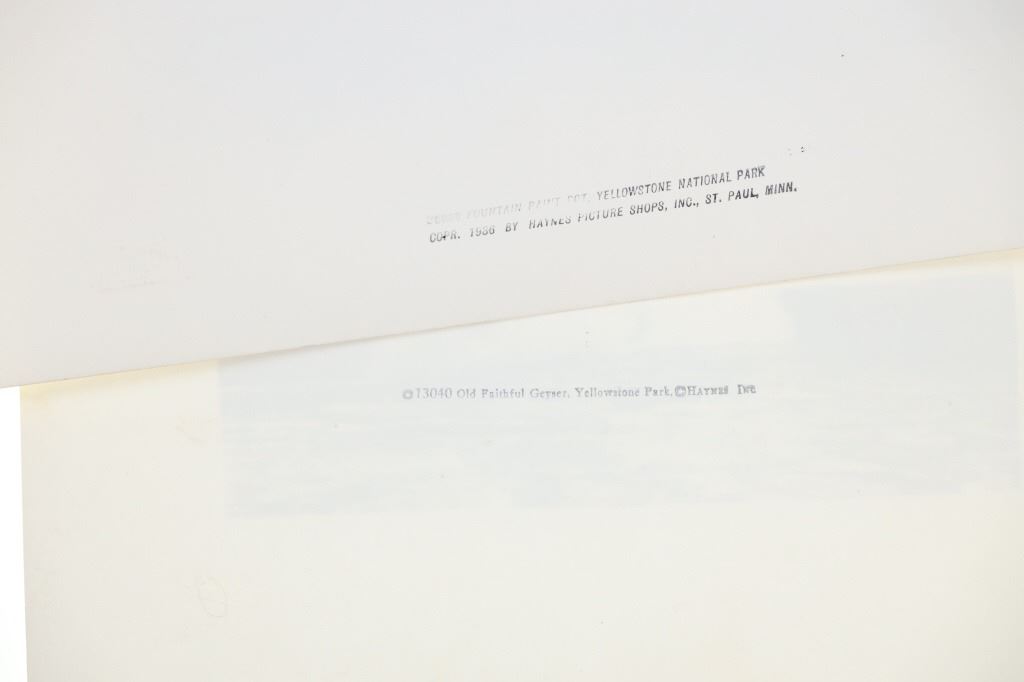 FOUNTAIN PAINT POT, YELLOWSTONE NATIONAL PARK
COPR. 1936 BY HAYNES PICTURE SHOPS, INC., ST. PAUL, MINN.
©13040 Old Faithful Geyser, Yellowstone Park, ©HAYNES INC